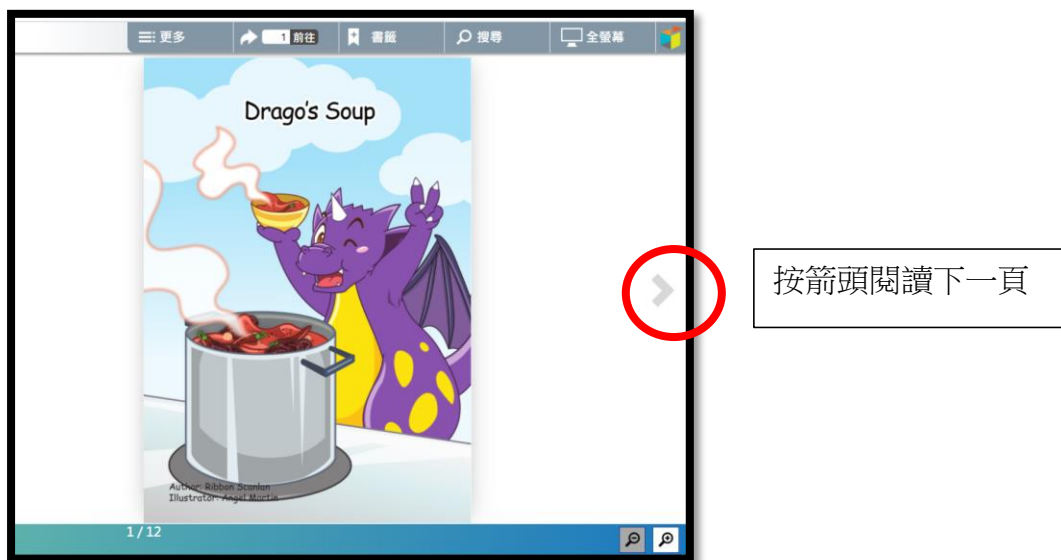 更多
1 前往
書籤
搜尋
全螢幕
Drago's Soup
按箭頭閱讀下一頁
Author: Ribbon Scanlan
Illustrator: Angel Martin
1 / 12